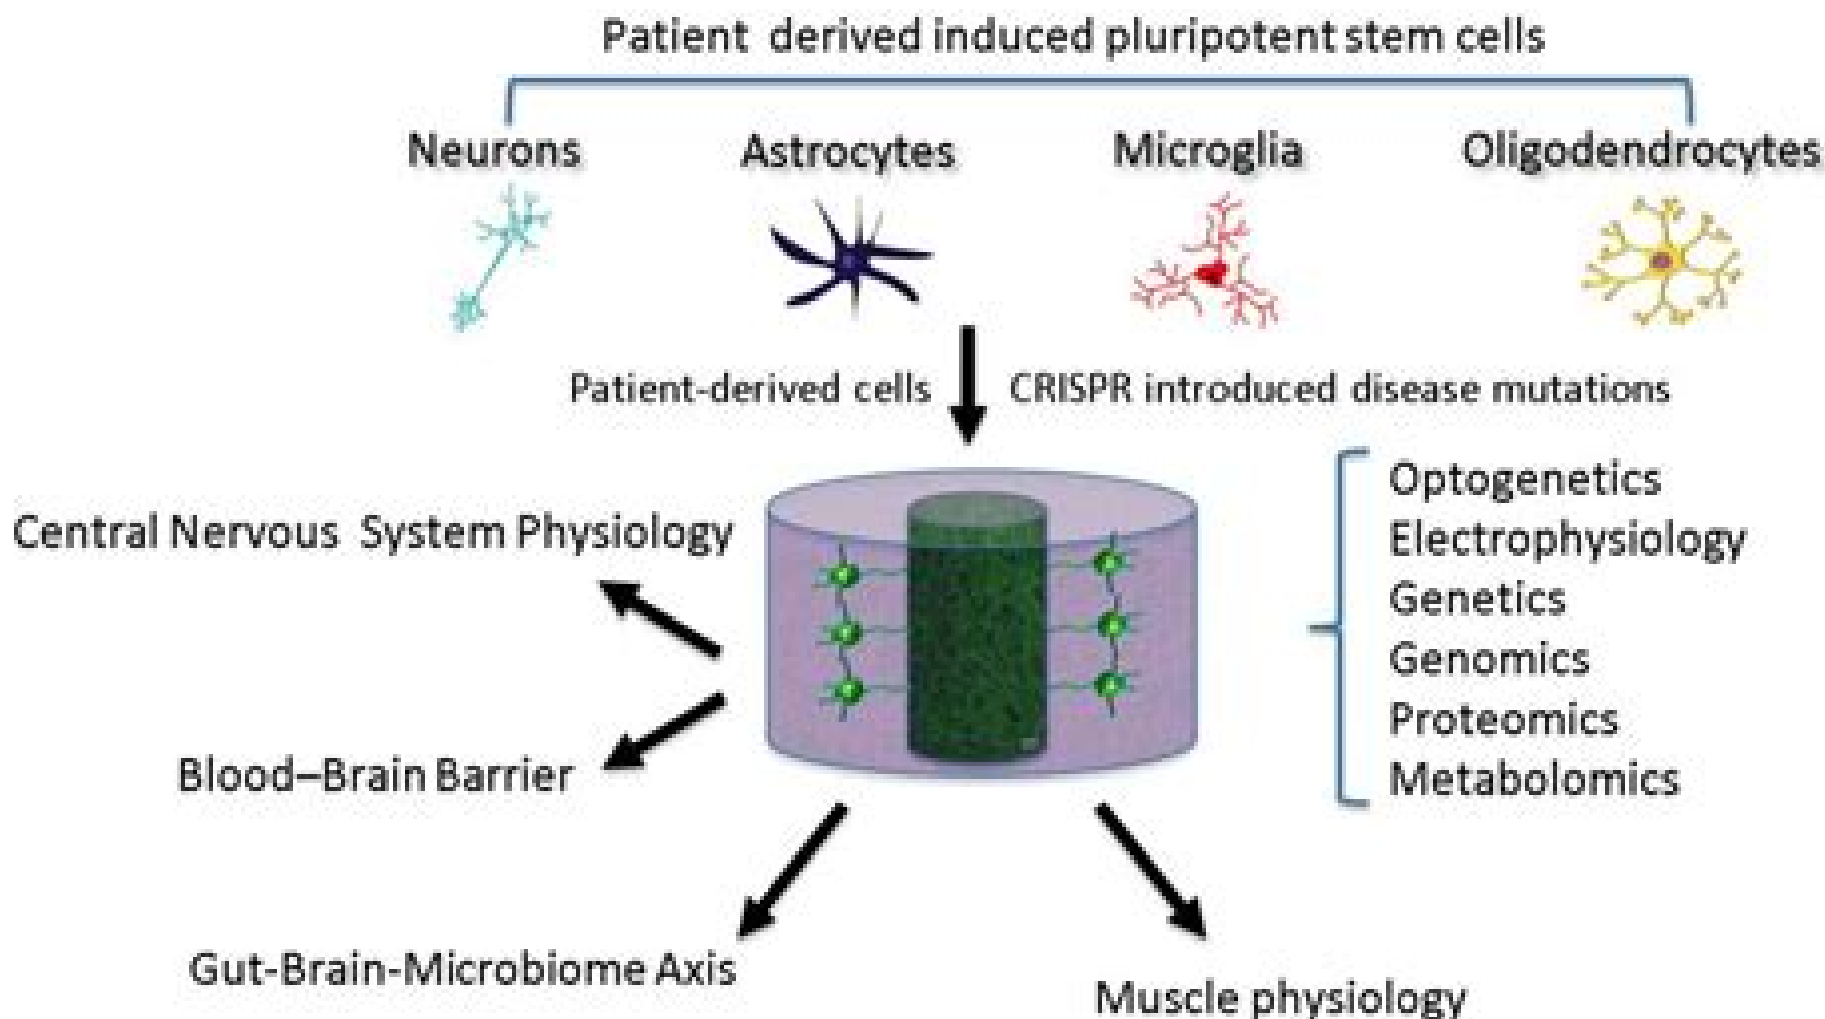 Patient derived induced pluripotent stem cells
Neurons
Astrocytes
Microglia
Oligodendrocytes
Patient-derived cells
CRISPR introduced disease mutations
Central Nervous System Physiology
Optogenetics
Electrophysiology
Genetics
Genomics
Proteomics
Metabolomics
Blood–Brain Barrier
Gut-Brain-Microbiome Axis
Muscle physiology